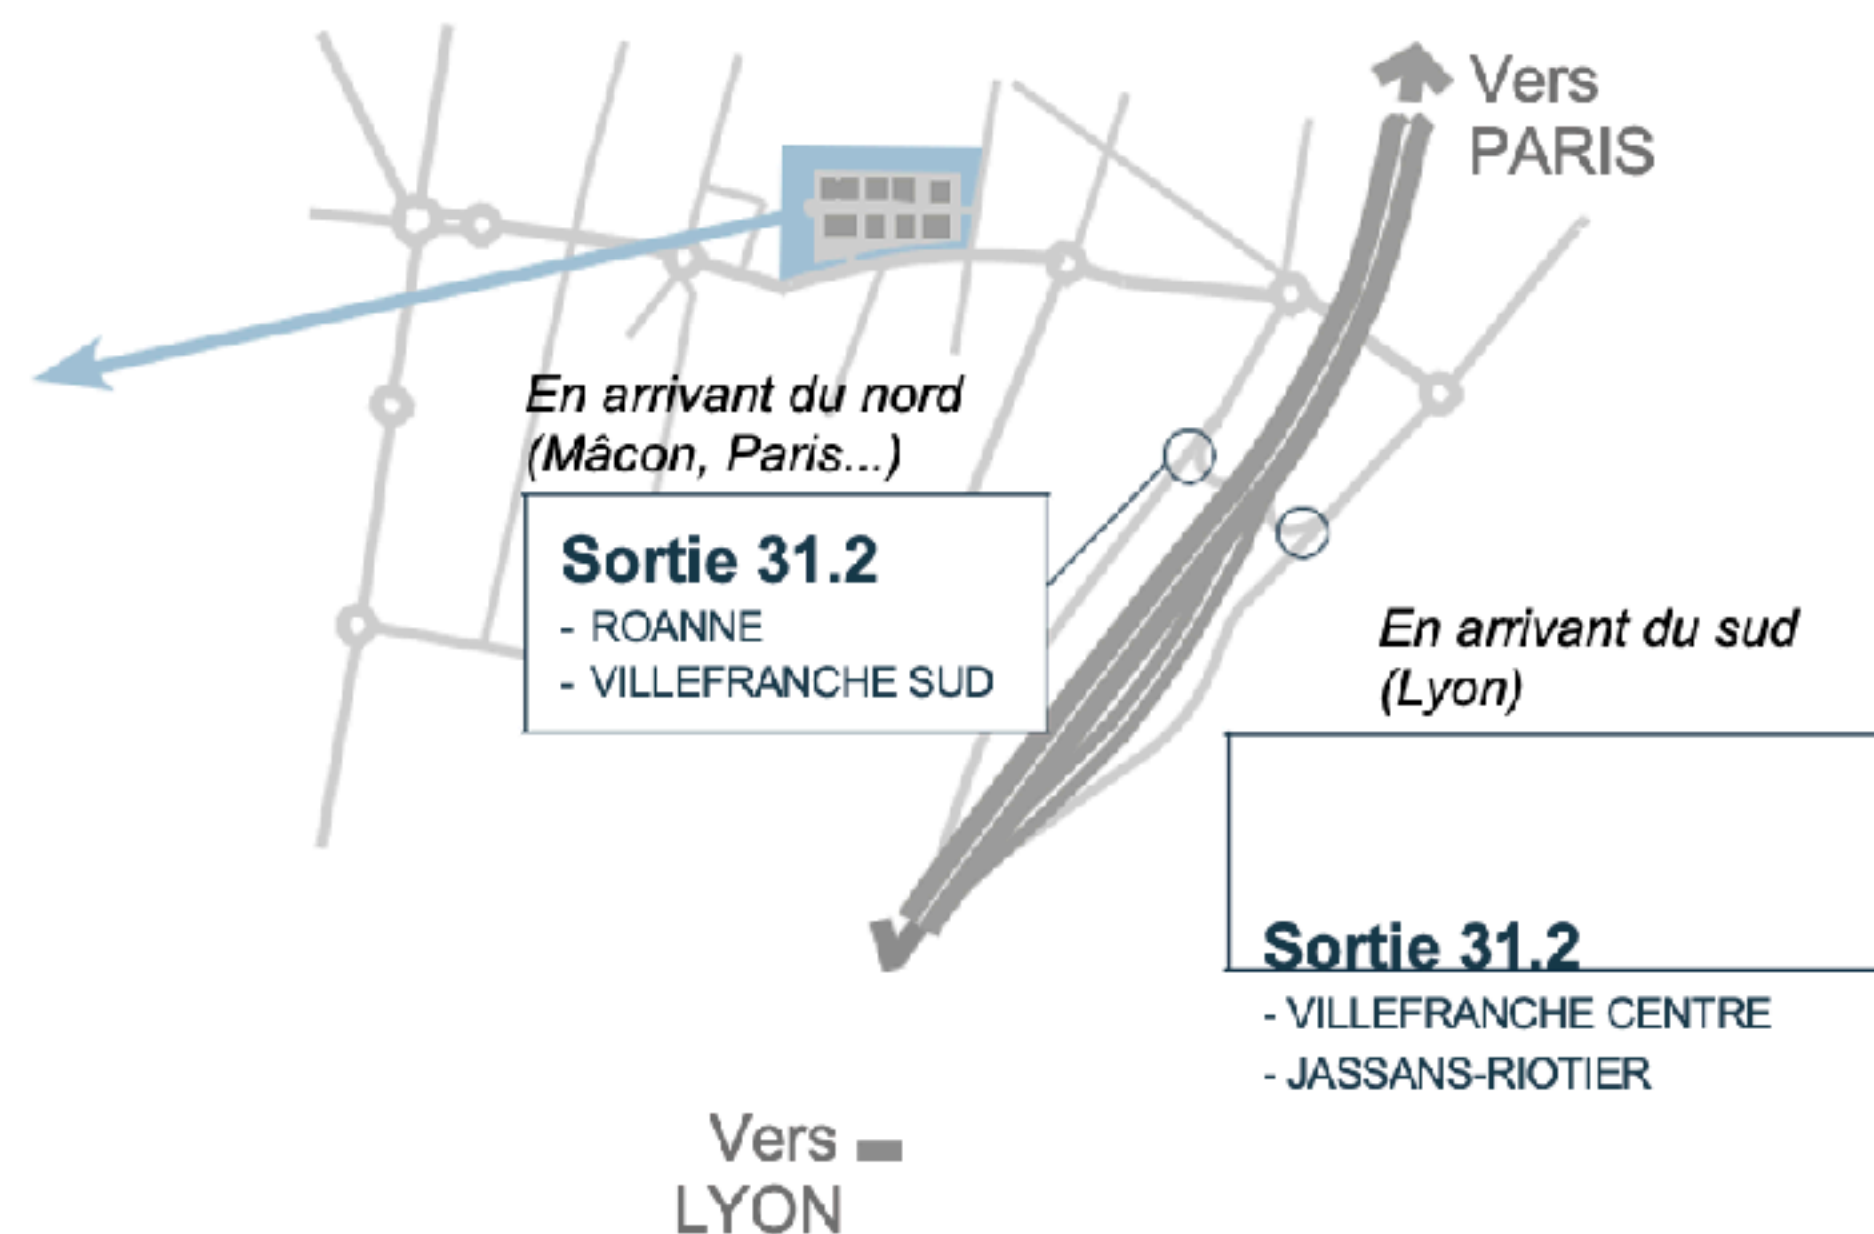 Vers
PARIS
En arrivant du nord
(Mâcon, Paris...)
Sortie 31.2
- ROANNE
- VILLEFRANCHE SUD
En arrivant du sud
(Lyon)
Sortie 31.2
- VILLEFRANCHE CENTRE
- JASSANS-RIOTIER
Vers
LYON